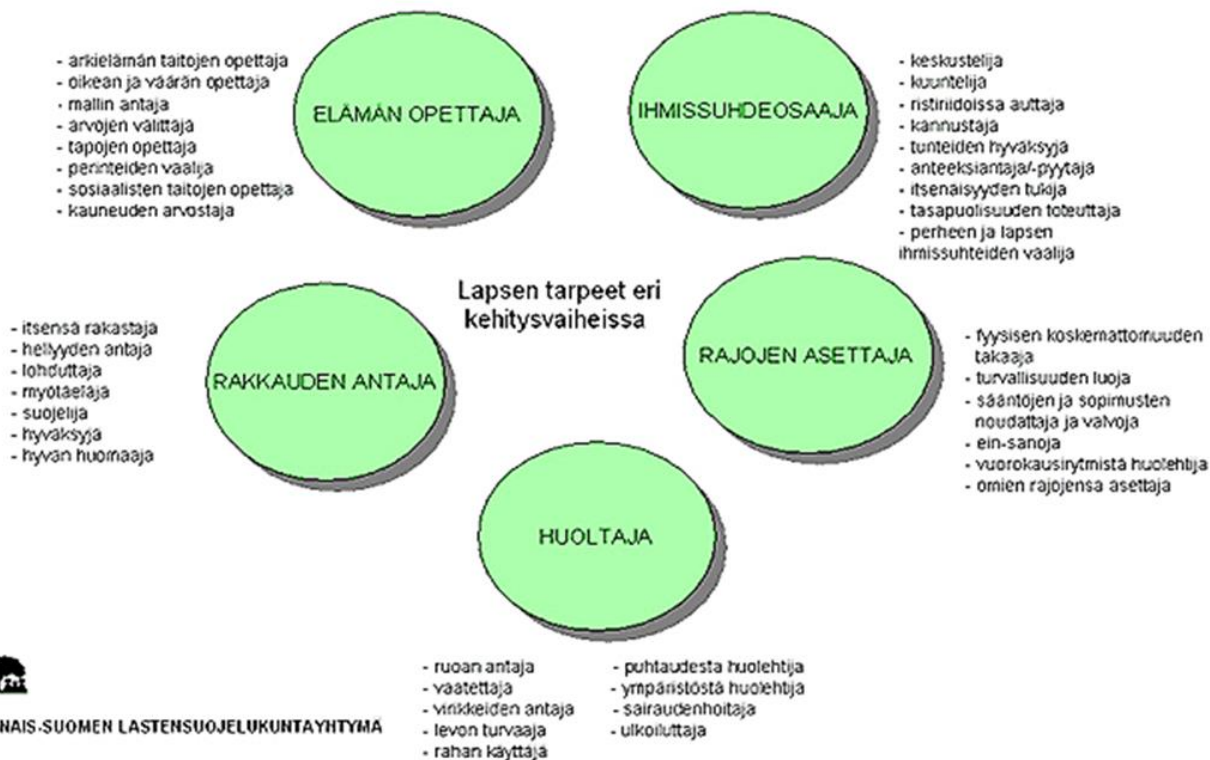 ELÄMÄN OPETTAJA
- arkielämän taitojen opettaja
- oikean ja väärän opettaja
- mallin antaja
- arvojen välittäjä
- tapojen opettaja
- perinteiden vaalija
- sosiaalisten taitojen opettaja
- kauneuden arvostaja
IHMISSUHDEOSAAJA
- keskustelija
- kuuntelija
- ristiriidoissa auttaja
- kannustaja
- tunteiden hyväksyjä
- anteeksiantaja/-pyytäjä
- itsenäisyyden tukija
- tasapuolisuuden toteuttaja
- perheen ja lapsen
ihmissuhteiden vaalija
Lapsen tarpeet eri
kehitysvaiheissa
RAKKAUDEN ANTAJA
- itsensä rakastaja
- hellyyden antaja
- lohduttaja
- myötäeläjä
- suojelija
- hyväksyjä
- hyvän huomaaja
RAJOJEN ASETTAJA
- fyysisen koskemattomuuden
takaaja
- turvallisuuden luoja
- sääntöjen ja sopimusten
noudattaja ja valvoja
- ein-sanoja
- vuorokausirytmistä huolehtija
- omien rajojensa asettaja
HUOLTAJA
- ruoan antaja
- vaatettaja
- virikkeiden antaja
- levon turvaaja
- rahan käyttäjä
- puhtaudesta huolehtija
- ympäristöstä huolehtija
- sairaudenhoitaja
- ulkoiluttaja
NAIS-SUOMEN LASTENSUOJELUKUNTAYHTYMÄ